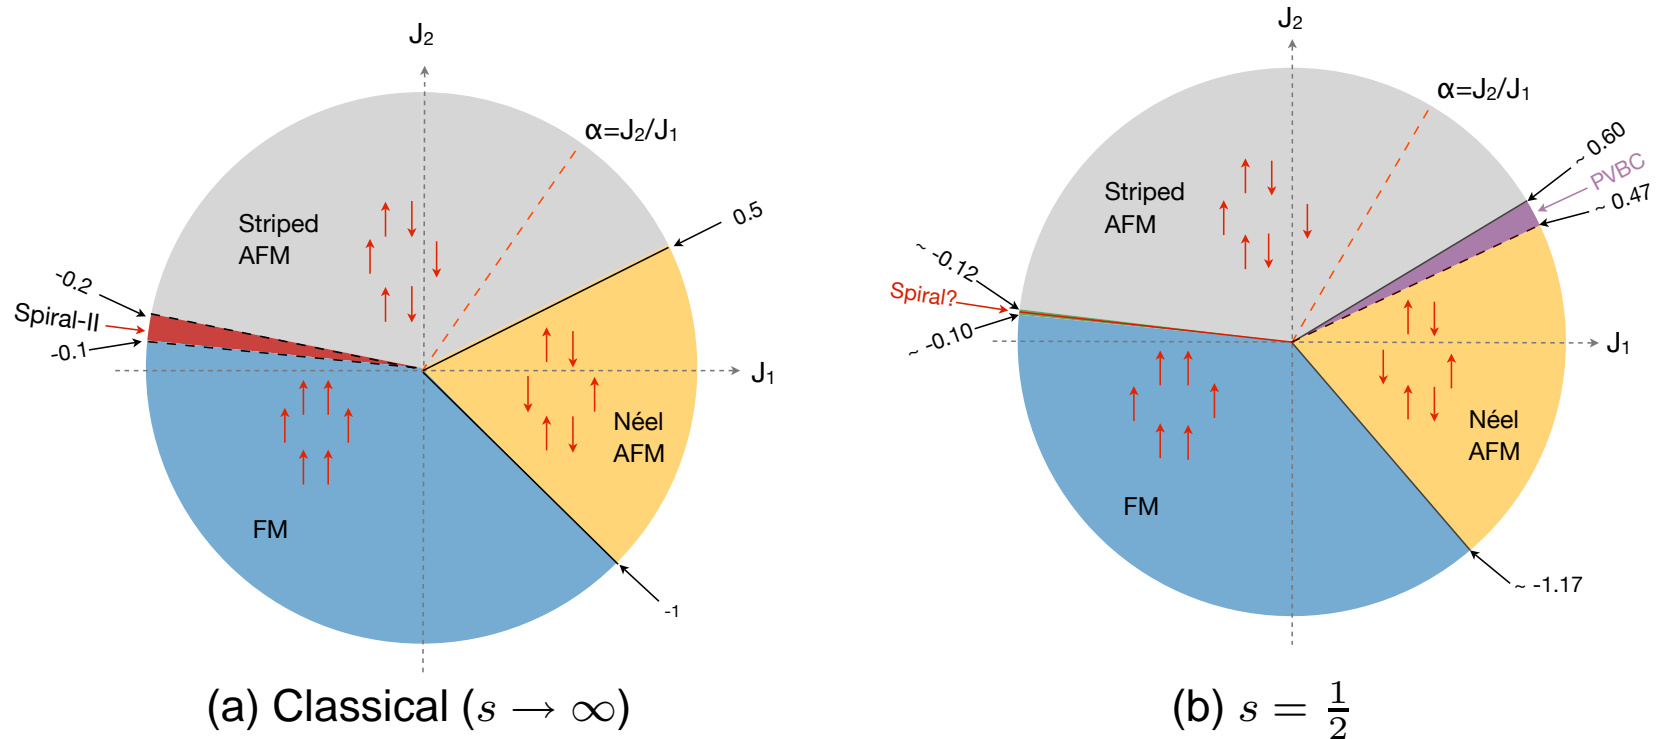 J₂
α=J₂/J₁
0.5
Striped
AFM
-0.2
Spiral-II
-0.1
J₁
Néel
AFM
FM
-1
(a) Classical (s → ∞)
J₂
α=J₂/J₁
~ 0.60
PVBC
~ 0.47
Striped
AFM
~ -0.12
Spiral?
~ -0.10
J₁
Néel
AFM
FM
~ -1.17
(b) s = 1/2